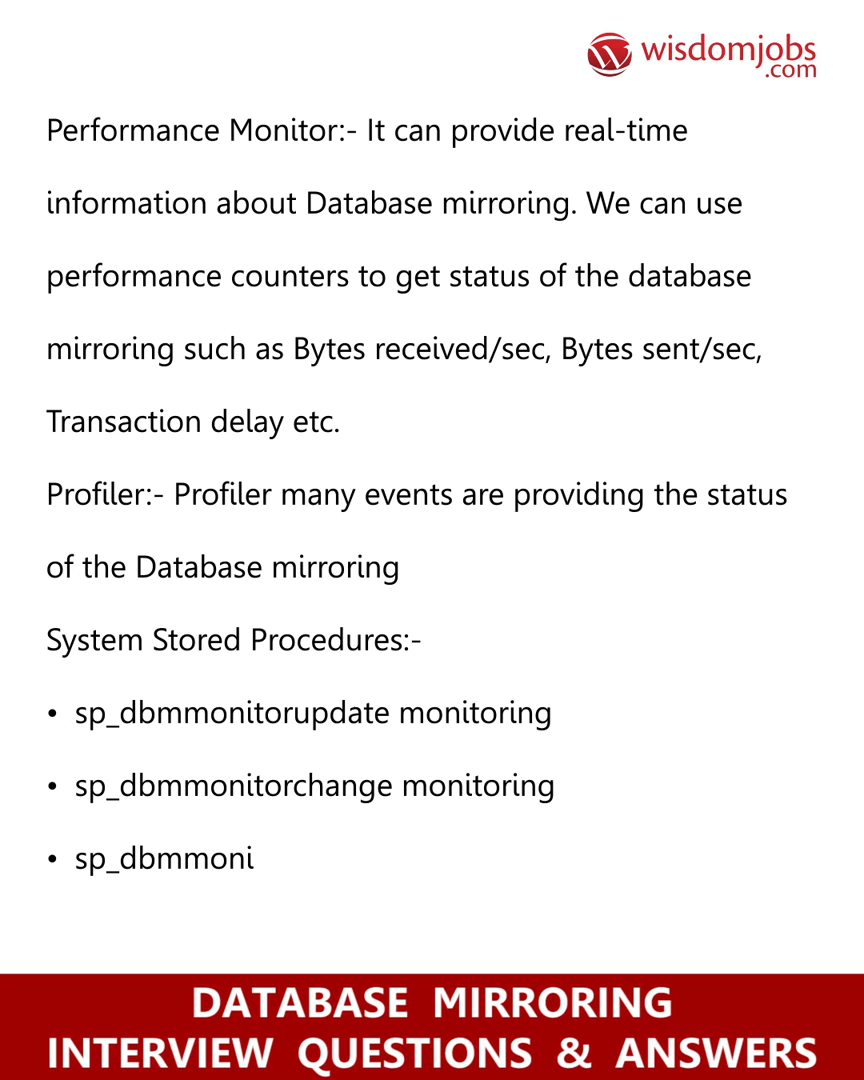 wisdomjobs
.com
Performance Monitor:- It can provide real-time
information about Database mirroring. We can use
performance counters to get status of the database
mirroring such as Bytes received/sec, Bytes sent/sec,
Transaction delay etc.
Profiler:- Profiler many events are providing the status
of the Database mirroring
System Stored Procedures:-
• sp_dbmmonitorupdate monitoring
• sp_dbmmonitorchange monitoring
• sp_dbmmoni
DATABASE MIRRORING
INTERVIEW QUESTIONS & ANSWERS